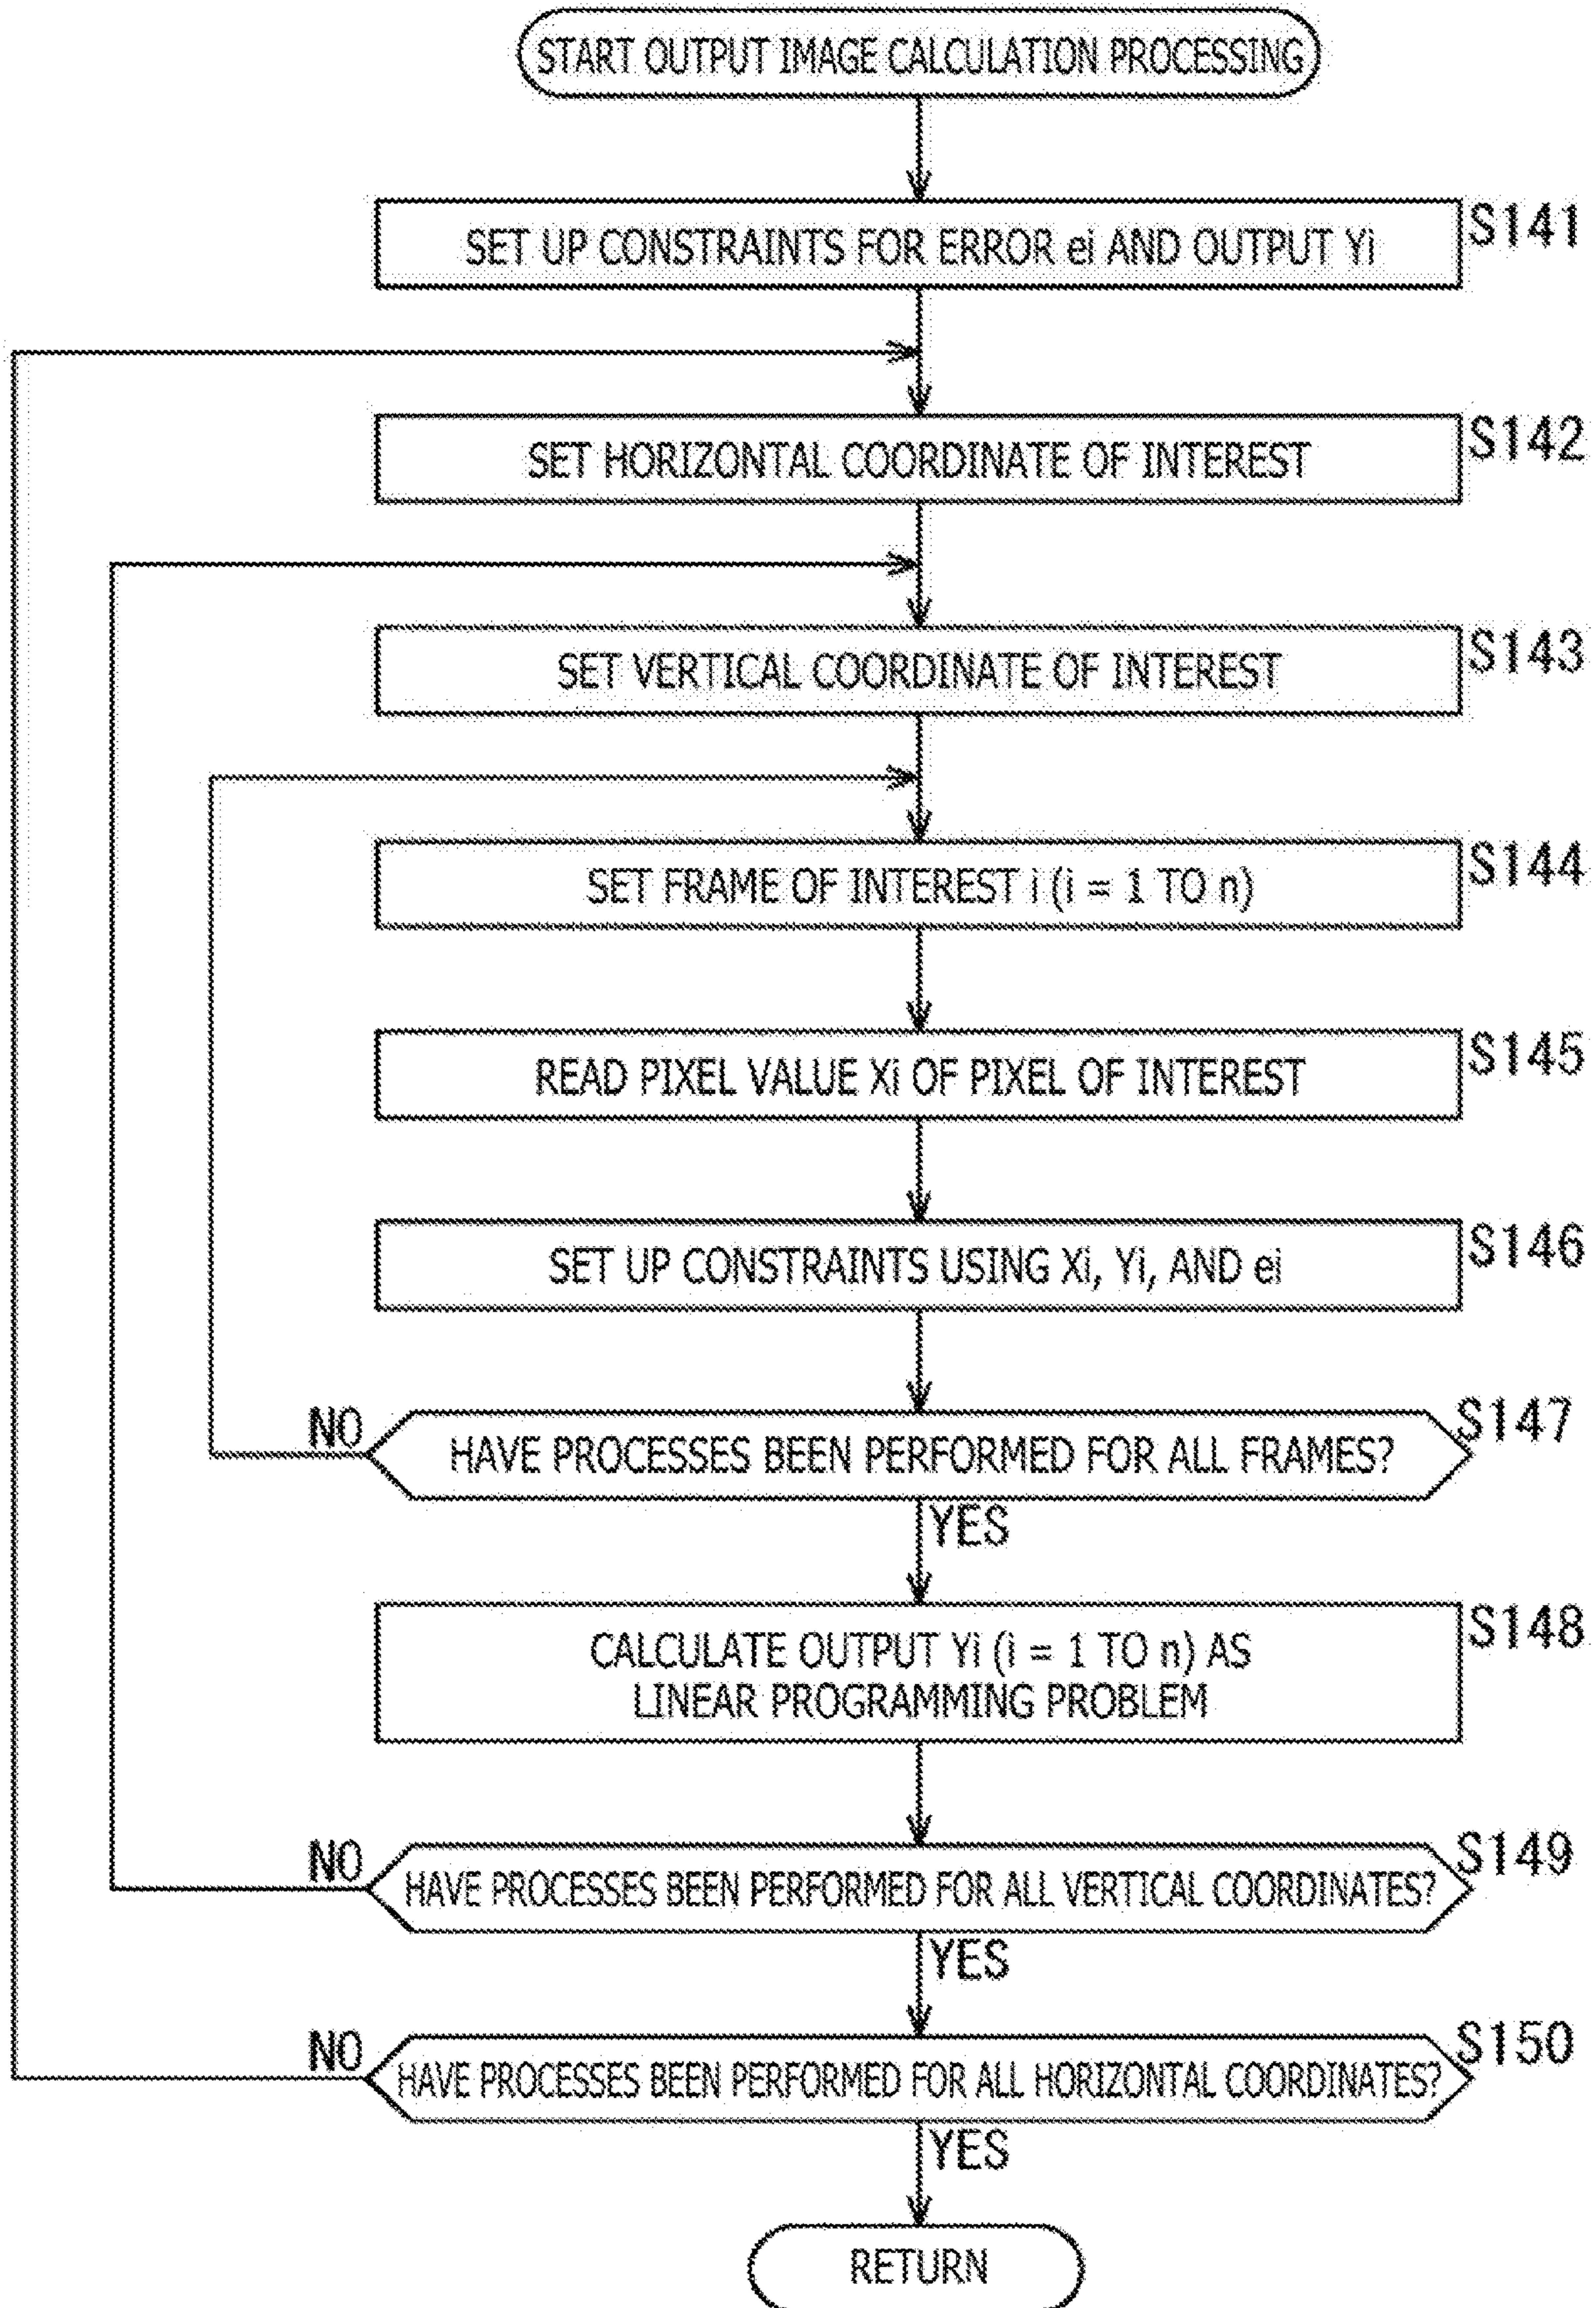 START OUTPUT IMAGE CALCULATION PROCESSING
SET UP CONSTRAINTS FOR ERROR ei AND OUTPUT Yi
S141
SET HORIZONTAL COORDINATE OF INTEREST
S142
SET VERTICAL COORDINATE OF INTEREST
S143
SET FRAME OF INTEREST i (i = 1 TO n)
S144
READ PIXEL VALUE Xi OF PIXEL OF INTEREST
S145
SET UP CONSTRAINTS USING Xi, Yi, AND ei
S146
NO
HAVE PROCESSES BEEN PERFORMED FOR ALL FRAMES?
S147
YES
CALCULATE OUTPUT Yi (i = 1 TO n) AS
LINEAR PROGRAMMING PROBLEM
S148
NO
HAVE PROCESSES BEEN PERFORMED FOR ALL VERTICAL COORDINATES?
S149
YES
NO
HAVE PROCESSES BEEN PERFORMED FOR ALL HORIZONTAL COORDINATES?
S150
YES
RETURN